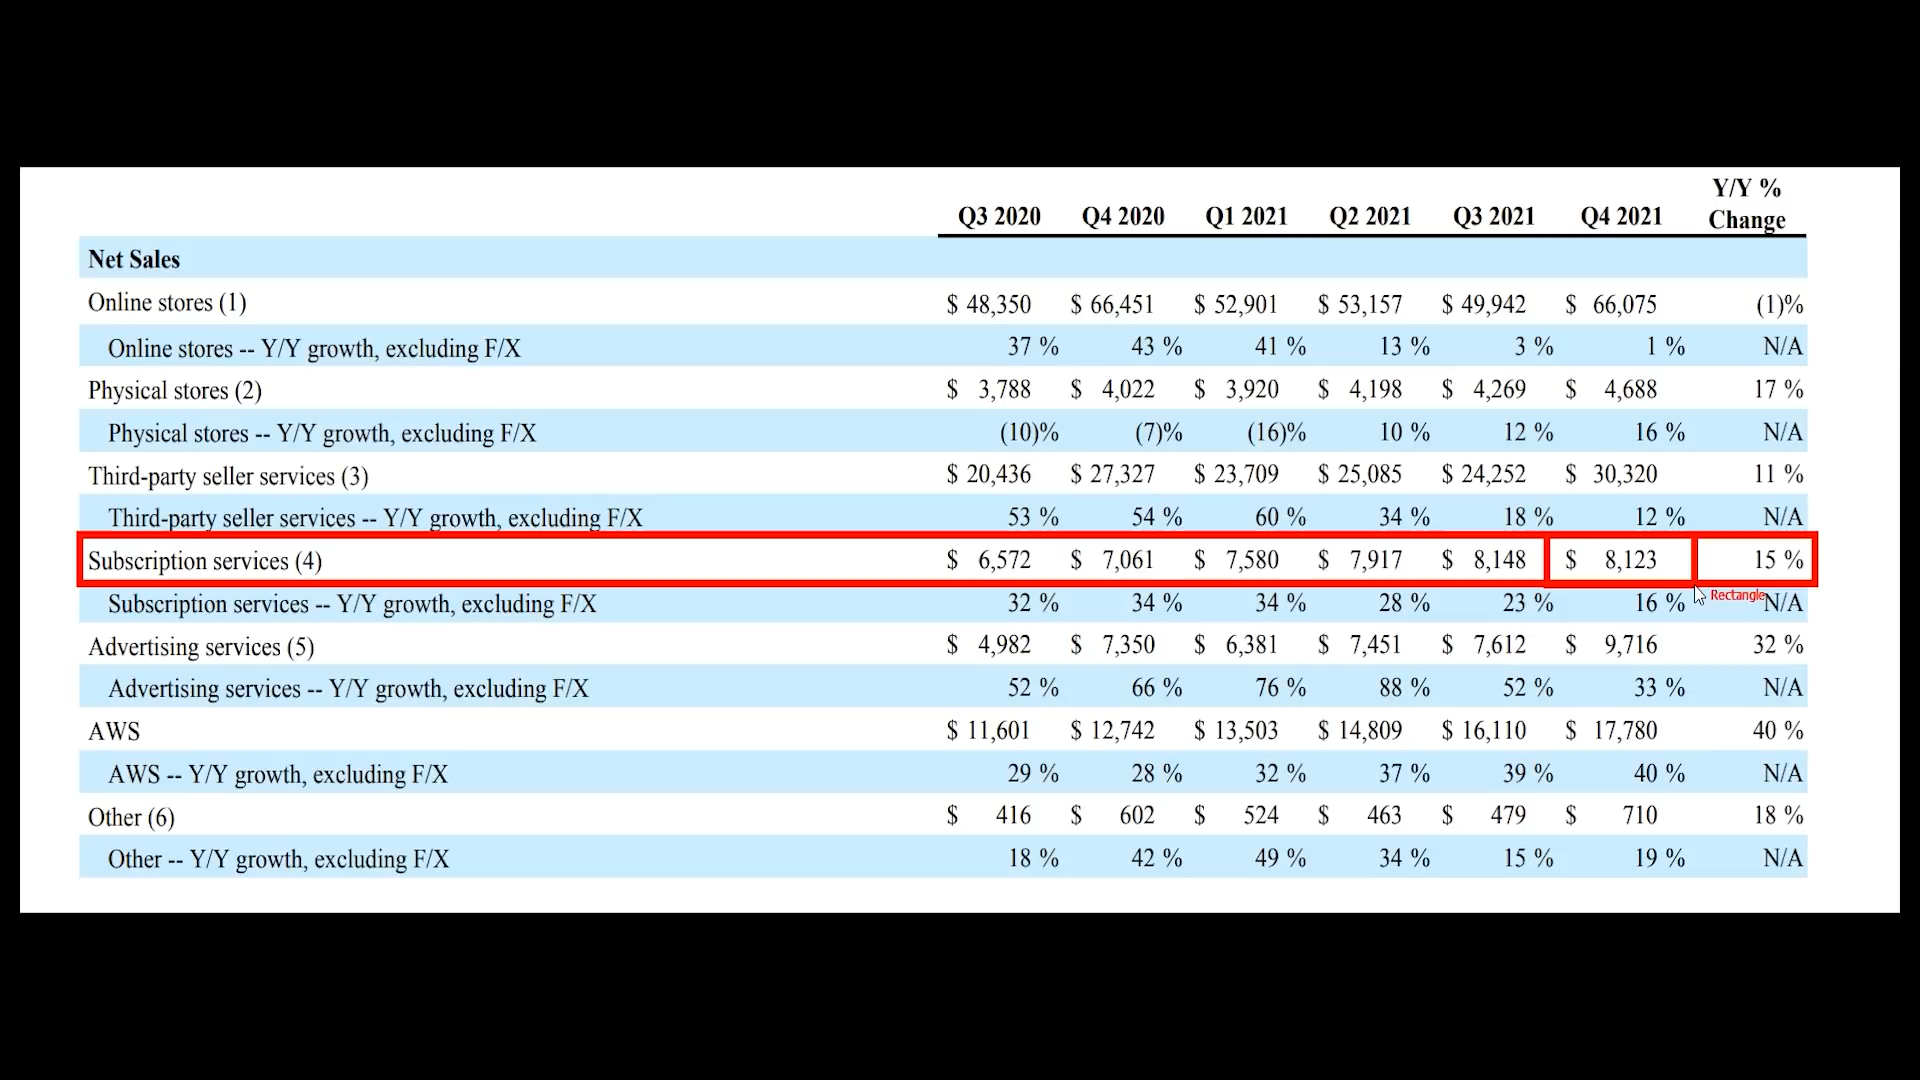 Y/Y %
Q3 2020 Q4 2020 Q1 2021 Q2 2021 Q3 2021 Q4 2021 Change
Net Sales
Online stores (1) $ 48,350 $ 66,451 $ 52,901 $ 53,157 $ 49,942 $ 66,075 (1)%
Online stores -- Y/Y growth, excluding F/X 37 % 43 % 41 % 13 % 3 % 1 % N/A
Physical stores (2) $ 3,788 $ 4,022 $ 3,920 $ 4,198 $ 4,269 $ 4,688 17 %
Physical stores -- Y/Y growth, excluding F/X (10)% (7)% (16)% 10 % 12 % 16 % N/A
Third-party seller services (3) $ 20,436 $ 27,327 $ 23,709 $ 25,085 $ 24,252 $ 30,320 11 %
Third-party seller services -- Y/Y growth, excluding F/X 53 % 54 % 60 % 34 % 18 % 12 % N/A
Subscription services (4) $ 6,572 $ 7,061 $ 7,580 $ 7,917 $ 8,148 $ 8,123 15 %
Subscription services -- Y/Y growth, excluding F/X 32 % 34 % 34 % 28 % 23 % 16 % Rectangle N/A
Advertising services (5) $ 4,982 $ 7,350 $ 6,381 $ 7,451 $ 7,612 $ 9,716 32 %
Advertising services -- Y/Y growth, excluding F/X 52 % 66 % 76 % 88 % 52 % 33 % N/A
AWS $ 11,601 $ 12,742 $ 13,503 $ 14,809 $ 16,110 $ 17,780 40 %
AWS -- Y/Y growth, excluding F/X 29 % 28 % 32 % 37 % 39 % 40 % N/A
Other (6) $ 416 $ 602 $ 524 $ 463 $ 479 $ 710 18 %
Other -- Y/Y growth, excluding F/X 18 % 42 % 49 % 34 % 15 % 19 % N/A